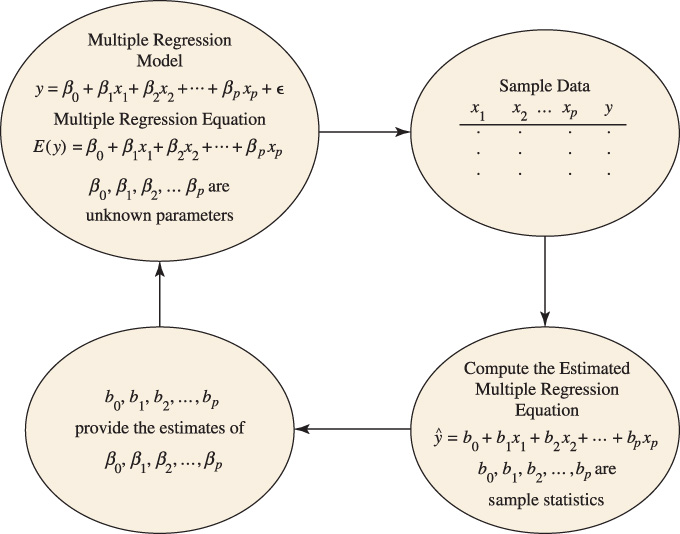 Multiple Regression
Model
y = β₀ + β₁x₁ + β₂x₂ + ··· + βₚxₚ + ϵ
Multiple Regression Equation
E(y) = β₀ + β₁x₁ + β₂x₂ + ··· + βₚxₚ
β₀, β₁, β₂, … βₚ are
unknown parameters
Sample Data
x₁ x₂ … xₚ y
. . . .
. . . .
. . . .
Compute the Estimated
Multiple Regression
Equation
ŷ = b₀ + b₁x₁ + b₂x₂ + ··· + bₚxₚ
b₀, b₁, b₂, …, bₚ are
sample statistics
b₀, b₁, b₂, …, bₚ
provide the estimates of
β₀, β₁, β₂, …, βₚ